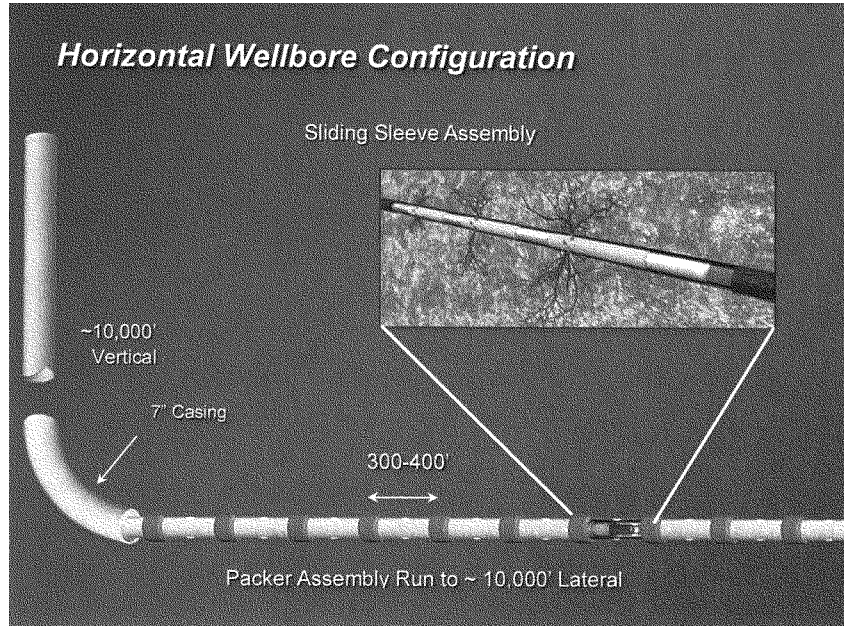 Horizontal Wellbore Configuration
Sliding Sleeve Assembly
~10,000'
Vertical
7" Casing
300-400'
Packer Assembly Run to ~ 10,000' Lateral